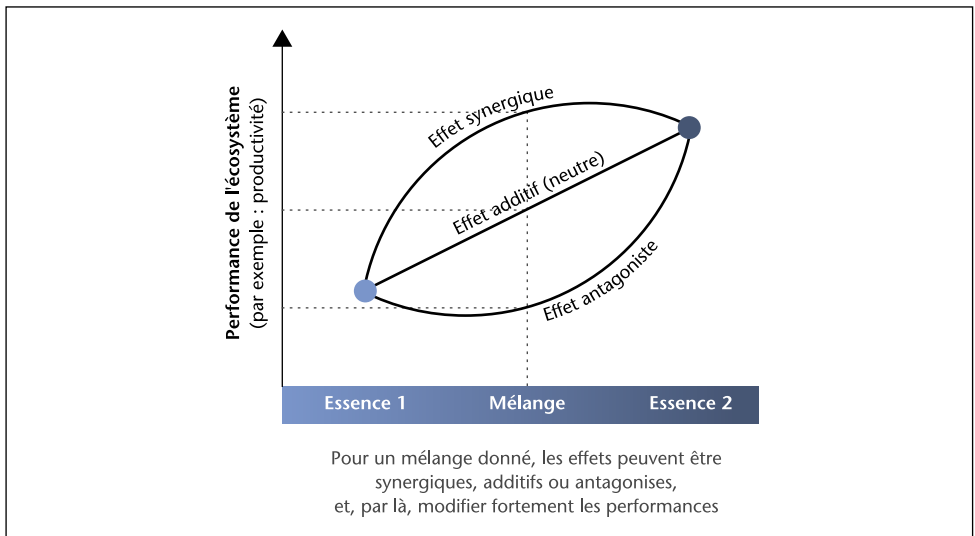 Performance de l'écosystème
(par exemple : productivité)
Effet synergique
Effet additif (neutre)
Effet antagoniste
Essence 1
Mélange
Essence 2
Pour un mélange donné, les effets peuvent être
synergiques, additifs ou antagonises,
et, par là, modifier fortement les performances